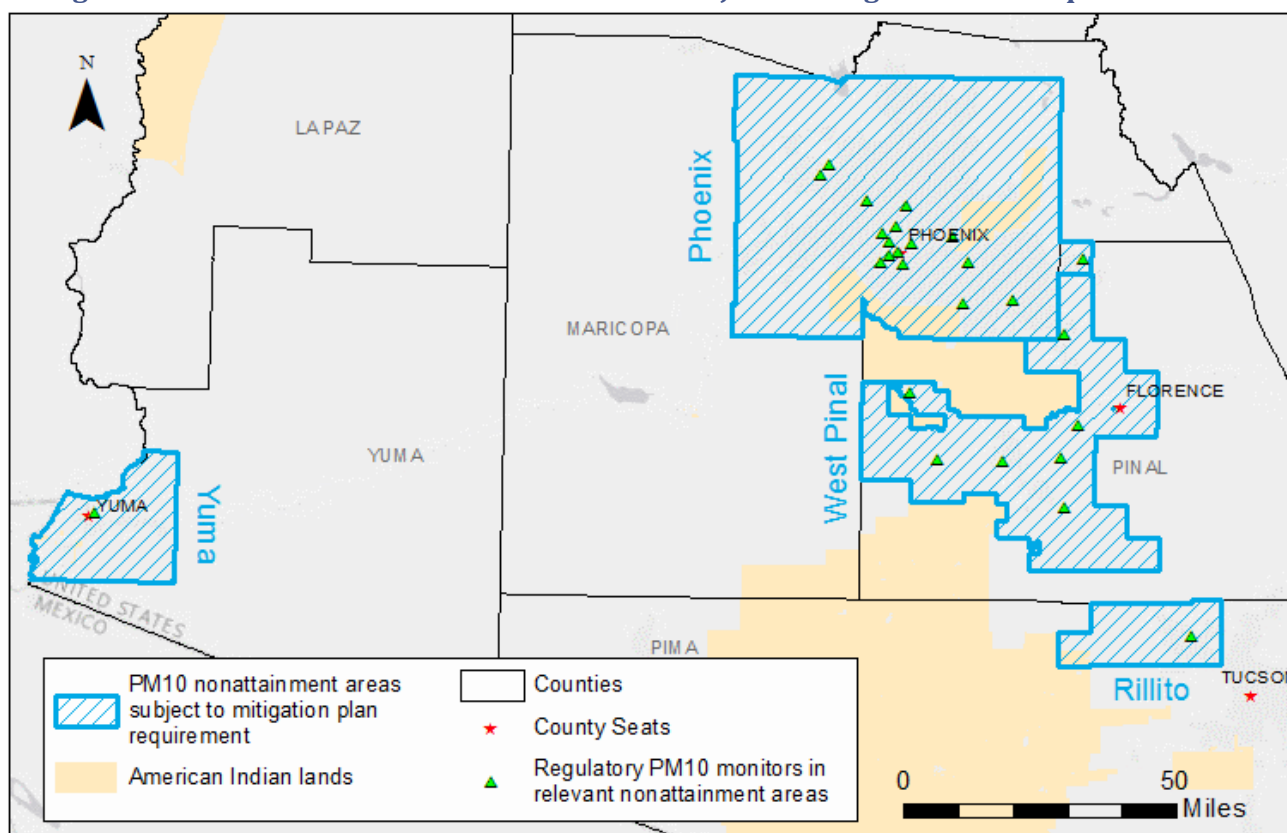 N
LA PAZ
Phoenix
PHOENIX
MARICOPA
FLORENCE
West Pinal
PINAL
YUMA
YUMA
Yuma
UNITED STATES
MEXICO
PIMA
Rillito
TUCSON
PM10 nonattainment areas
subject to mitigation plan
requirement
American Indian lands
Counties
County Seats
Regulatory PM10 monitors in
relevant nonattainment areas
0 50
Miles